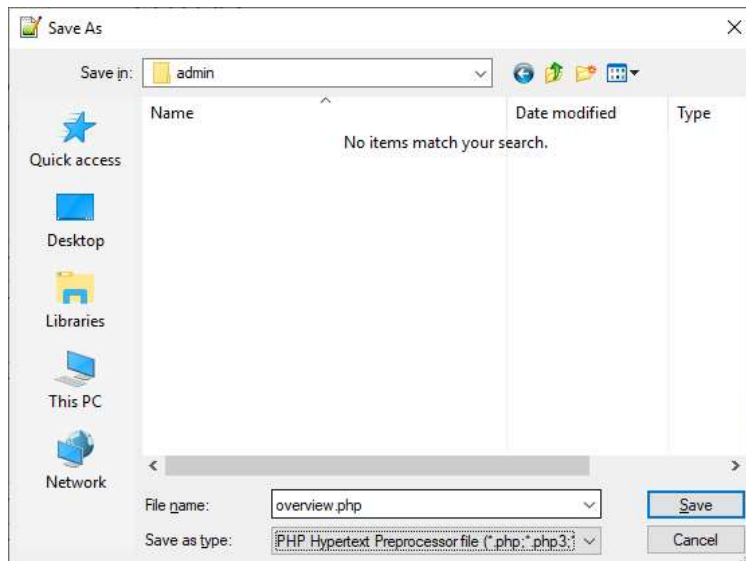 Save As
Save in:
admin
Name
Date modified
Type
No items match your search.
Quick access
Desktop
Libraries
This PC
Network
File name:
overview.php
Save
Save as type:
PHP Hypertext Preprocessor file (*.php;*.php3;*
Cancel